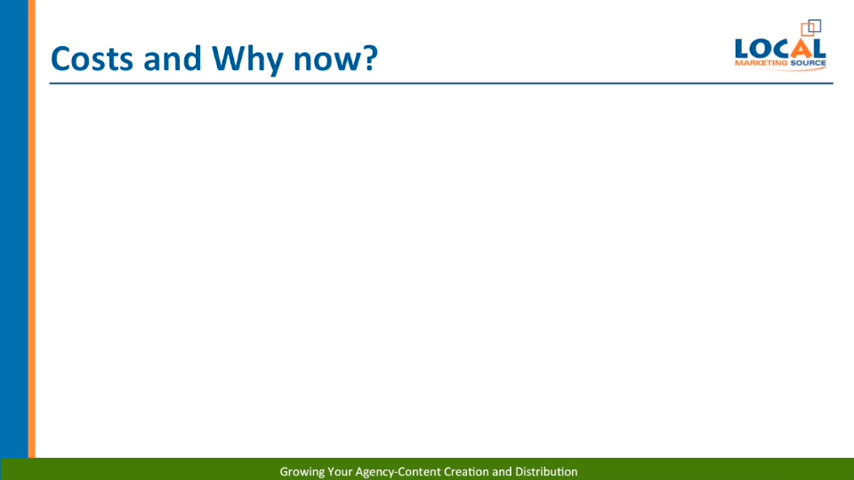 Costs and Why now?
LOCAL
MARKETING SOURCE
Growing Your Agency-Content Creation and Distribution